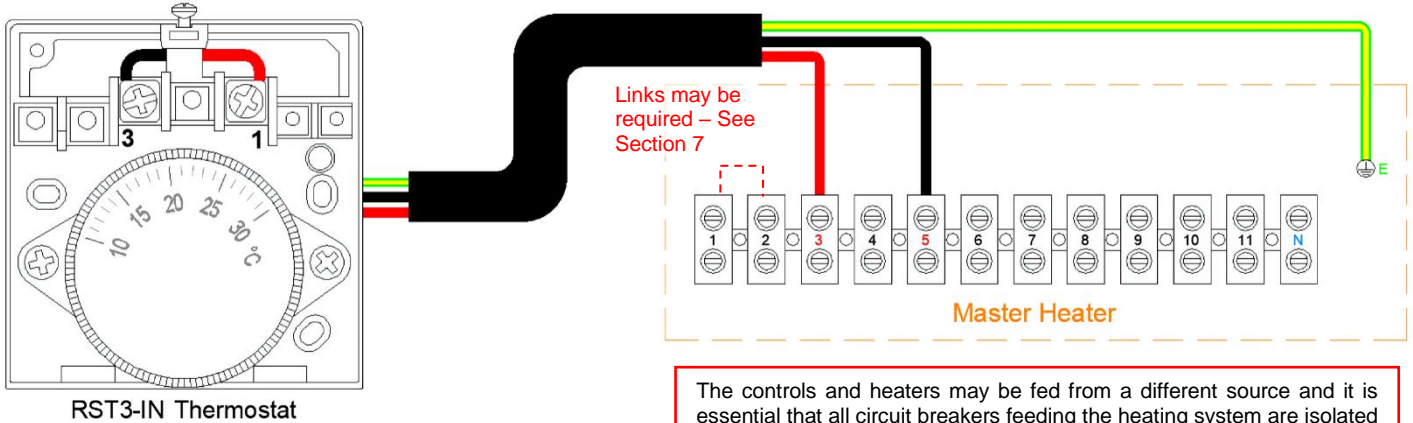 Links may be
required – See
Section 7
3 1
10 15 20 25 30 °C
E
1 2 3 4 5 6 7 8 9 10 11 N
Master Heater
RST3-IN Thermostat
The controls and heaters may be fed from a different source and it is
essential that all circuit breakers feeding the heating system are isolated